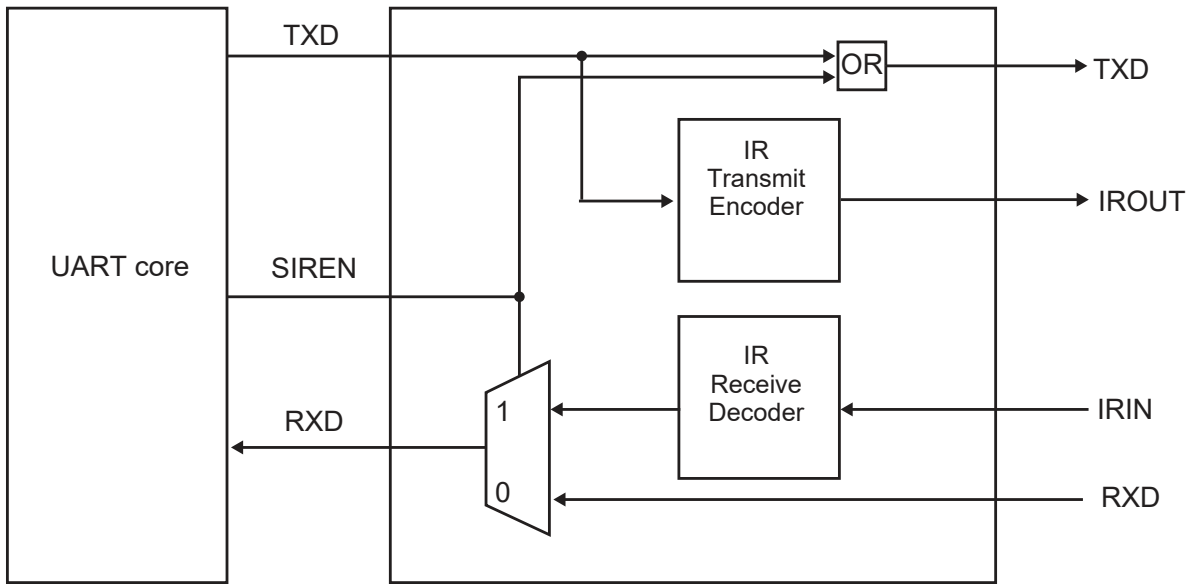 TXD
OR
TXD
IR
Transmit
Encoder
IROUT
UART core
SIREN
IR
Receive
Decoder
1
IRIN
RXD
0
RXD